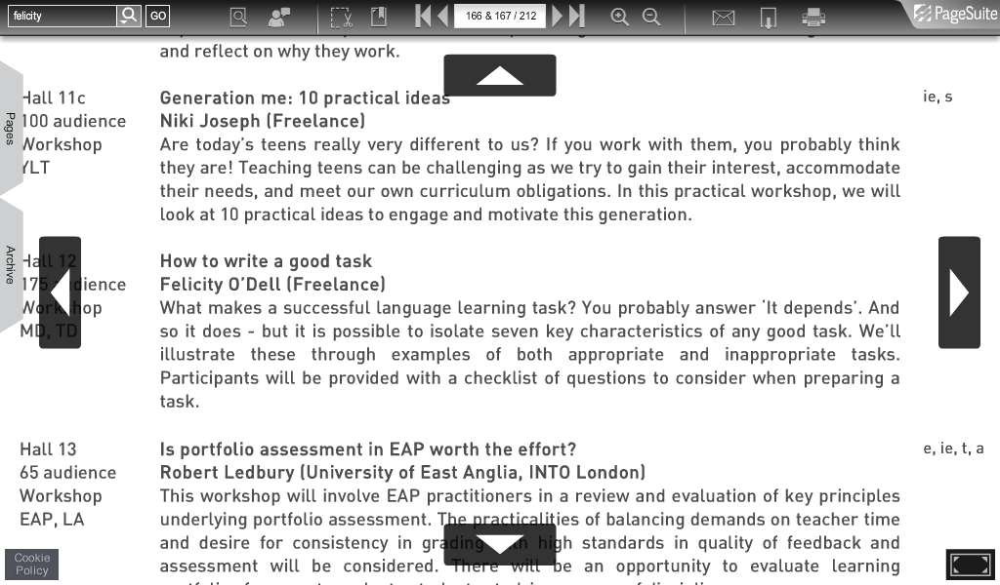 felicity
GO
166 & 167 / 212
PageSuite
Pages
Archive
and reflect on why they work.
Hall 11c
100 audience
Workshop
YLT
Generation me: 10 practical ideas
Niki Joseph (Freelance)
Are today's teens really very different to us? If you work with them, you probably think
they are! Teaching teens can be challenging as we try to gain their interest, accommodate
their needs, and meet our own curriculum obligations. In this practical workshop, we will
look at 10 practical ideas to engage and motivate this generation.
ie, s
Hall 12
175 audience
Workshop
MD, TD
How to write a good task
Felicity O'Dell (Freelance)
What makes a successful language learning task? You probably answer 'It depends'. And
so it does - but it is possible to isolate seven key characteristics of any good task. We'll
illustrate these through examples of both appropriate and inappropriate tasks.
Participants will be provided with a checklist of questions to consider when preparing a
task.
Hall 13
65 audience
Workshop
EAP, LA
Is portfolio assessment in EAP worth the effort?
Robert Ledbury (University of East Anglia, INTO London)
This workshop will involve EAP practitioners in a review and evaluation of key principles
underlying portfolio assessment. The practicalities of balancing demands on teacher time
and desire for consistency in grading with high standards in quality of feedback and
assessment will be considered. There will be an opportunity to evaluate learning
e, ie, t, a
Cookie
Policy